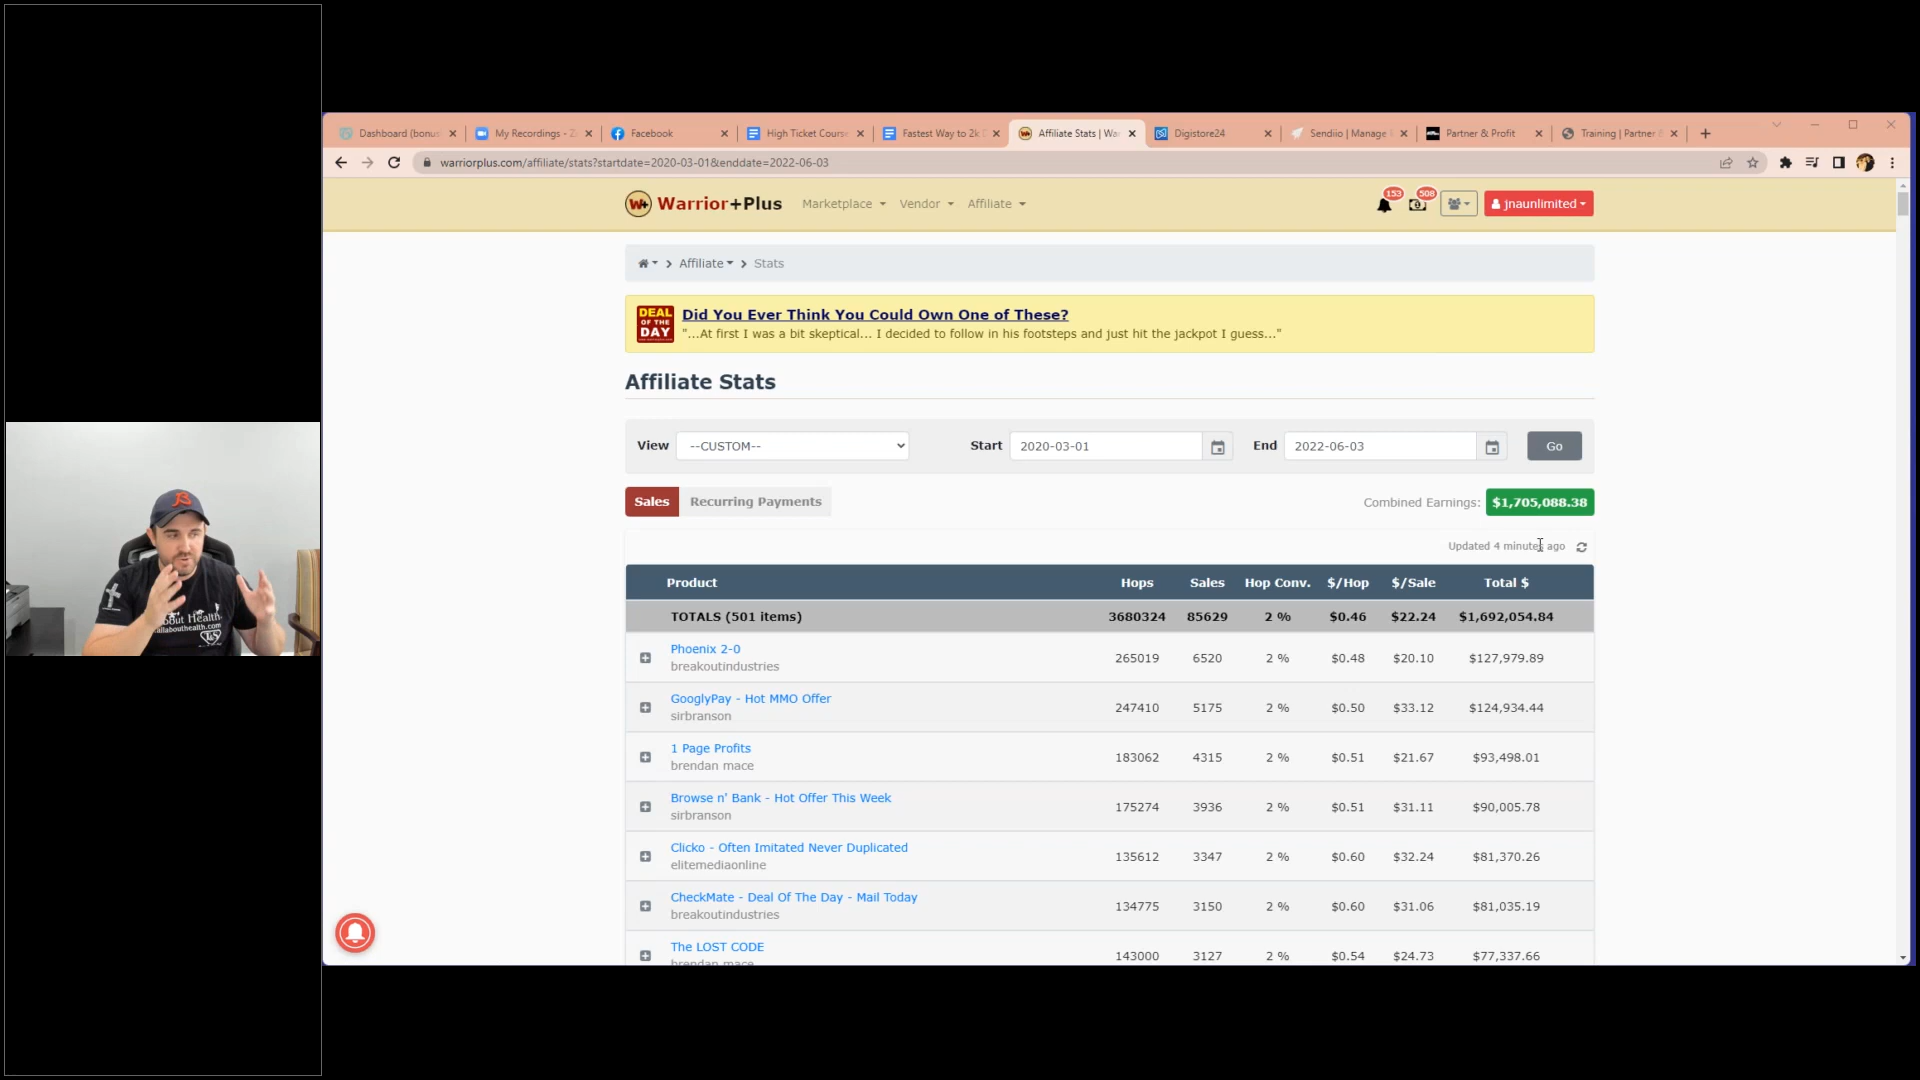 Dashboard (bonu
My Recordings - Z
Facebook
High Ticket Cours
Fastest Way to 2k
Affiliate Stats | Wa
Digistore24
Sendiio | Manage
Partner & Profit
Training | Partner
warriorplus.com/affiliate/stats?startdate=2020-03-01&enddate=2022-06-03
W+ Warrior+Plus
Marketplace
Vendor
Affiliate
153
508
jnaunlimited
Affiliate > Stats
DEAL OF THE DAY
Did You Ever Think You Could Own One of These?
"...At first I was a bit skeptical... I decided to follow in his footsteps and just hit the jackpot I guess..."
Affiliate Stats
View --CUSTOM-- Start 2020-03-01 End 2022-06-03 Go
Sales Recurring Payments Combined Earnings: $1,705,088.38
Updated 4 minutes ago
Product Hops Sales Hop Conv. $/Hop $/Sale Total $
TOTALS (501 items) 3680324 85629 2 % $0.46 $22.24 $1,692,054.84
Phoenix 2-0
breakoutindustries
265019 6520 2 % $0.48 $20.10 $127,979.89
GooglyPay - Hot MMO Offer
sirbranson
247410 5175 2 % $0.50 $33.12 $124,934.44
1 Page Profits
brendan mace
183062 4315 2 % $0.51 $21.67 $93,498.01
Browse n' Bank - Hot Offer This Week
sirbranson
175274 3936 2 % $0.51 $31.11 $90,005.78
Clicko - Often Imitated Never Duplicated
elitemediaonline
135612 3347 2 % $0.60 $32.24 $81,370.26
CheckMate - Deal Of The Day - Mail Today
breakoutindustries
134775 3150 2 % $0.60 $31.06 $81,035.19
The LOST CODE
brendan mace
143000 3127 2 % $0.54 $24.73 $77,337.66
bout Health
allabouthealth.com